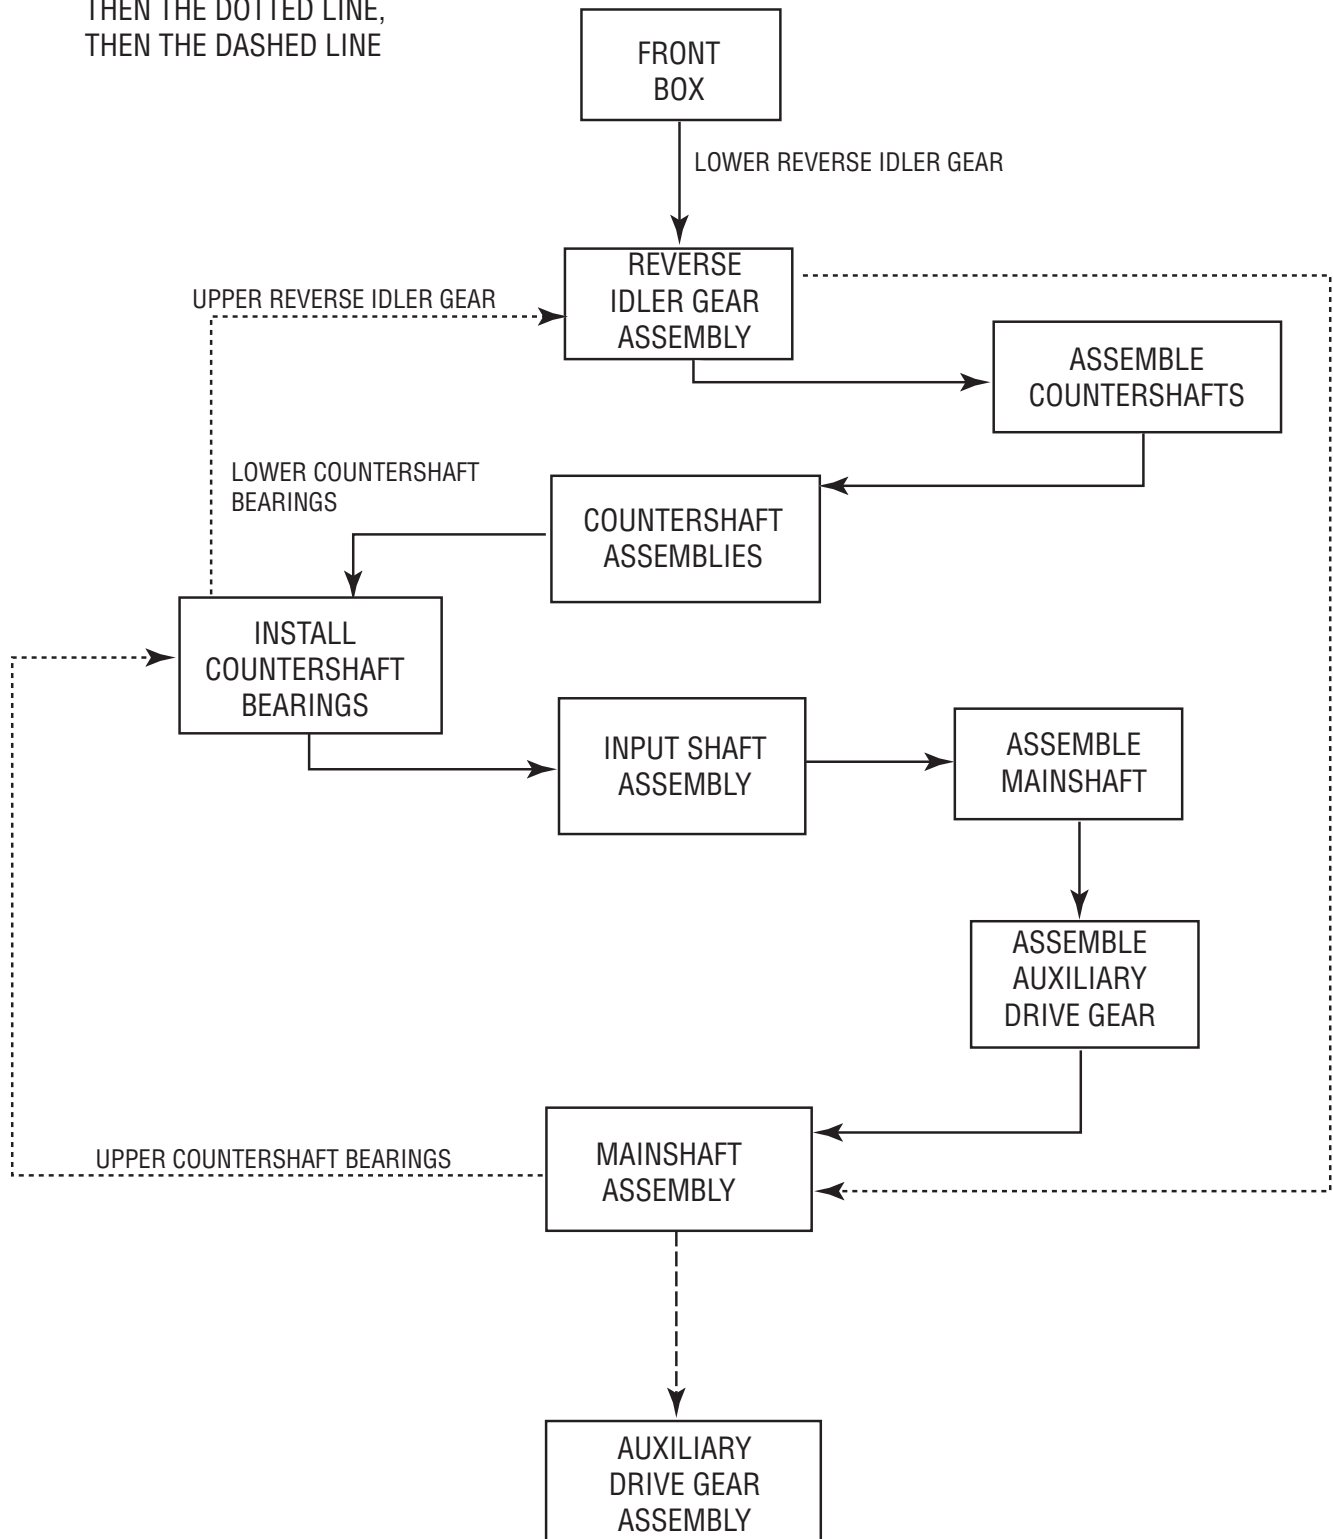 THEN THE DOTTED LINE,
THEN THE DASHED LINE
FRONT
BOX
LOWER REVERSE IDLER GEAR
REVERSE
IDLER GEAR
ASSEMBLY
UPPER REVERSE IDLER GEAR
ASSEMBLE
COUNTERSHAFTS
LOWER COUNTERSHAFT
BEARINGS
COUNTERSHAFT
ASSEMBLIES
INSTALL
COUNTERSHAFT
BEARINGS
INPUT SHAFT
ASSEMBLY
ASSEMBLE
MAINSHAFT
ASSEMBLE
AUXILIARY
DRIVE GEAR
UPPER COUNTERSHAFT BEARINGS
MAINSHAFT
ASSEMBLY
AUXILIARY
DRIVE GEAR
ASSEMBLY